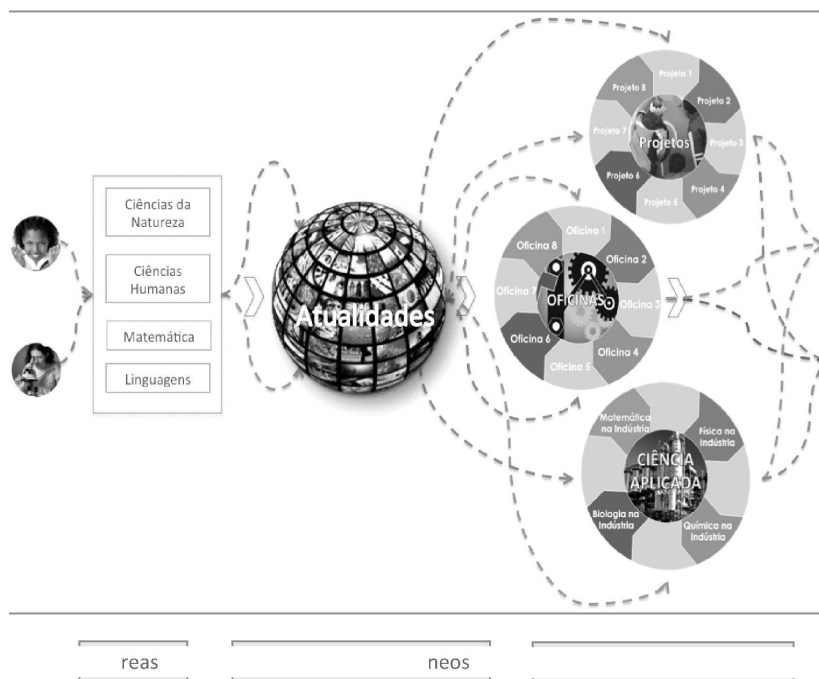 Ciências da
Natureza
Ciências
Humanas
Matemática
Linguagens
Atualidades
Projeto 1
Projeto 2
Projeto 3
Projeto 4
Projeto 5
Projeto 6
Projeto 7
Projeto 8
Projetos
Oficina 1
Oficina 2
Oficina 3
Oficina 4
Oficina 5
Oficina 6
Oficina 7
Oficina 8
OFICINAS
Matemática
na Indústria
Física na
Indústria
CIÊNCIA
APLICADA
Biologia na
Indústria
Química na
Indústria
reas
neos